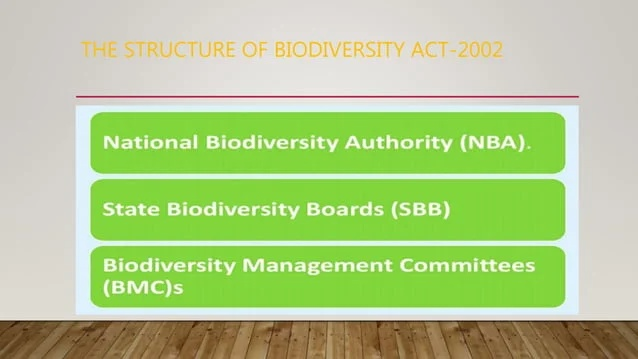 THE STRUCTURE OF BIODIVERSITY ACT-2002
National Biodiversity Authority (NBA).
State Biodiversity Boards (SBB)
Biodiversity Management Committees
(BMC)s